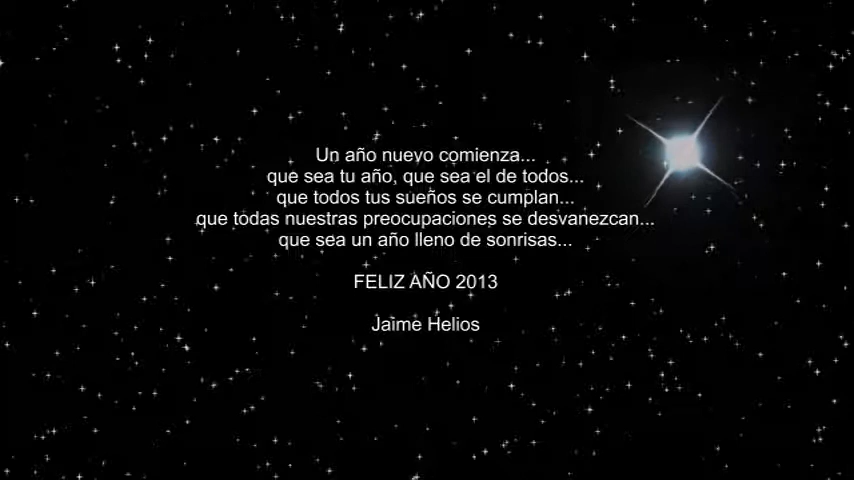 Un año nuevo comienza...
que sea tu año, que sea el de todos...
que todos tus sueños se cumplan...
que todas nuestras preocupaciones se desvanezcan...
que sea un año lleno de sonrisas...
FELIZ AÑO 2013
Jaime Helios